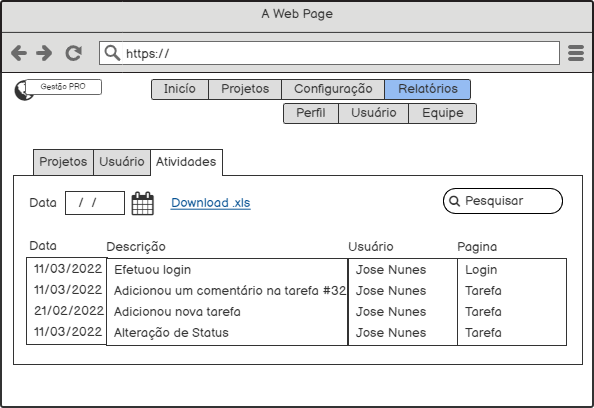 A Web Page
https://
Gestão PRO
Início Projetos Configuração Relatórios
Perfil Usuário Equipe
Projetos Usuário Atividades
Data / / Download .xls Pesquisar
Data Descrição Usuário Pagina
11/03/2022 Efetuou login Jose Nunes Login
11/03/2022 Adicionou um comentário na tarefa #32 Jose Nunes Tarefa
21/02/2022 Adicionou nova tarefa Jose Nunes Tarefa
11/03/2022 Alteração de Status Jose Nunes Tarefa